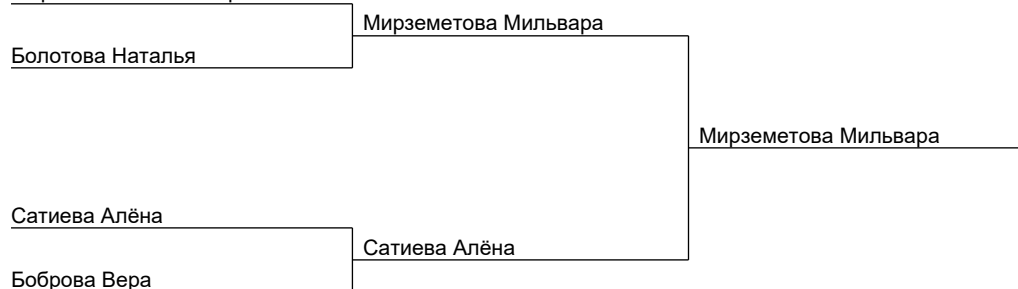 Мирземетова Мильвара
Болотова Наталья
Мирземетова Мильвара
Сатиева Алёна
Сатиева Алёна
Боброва Вера